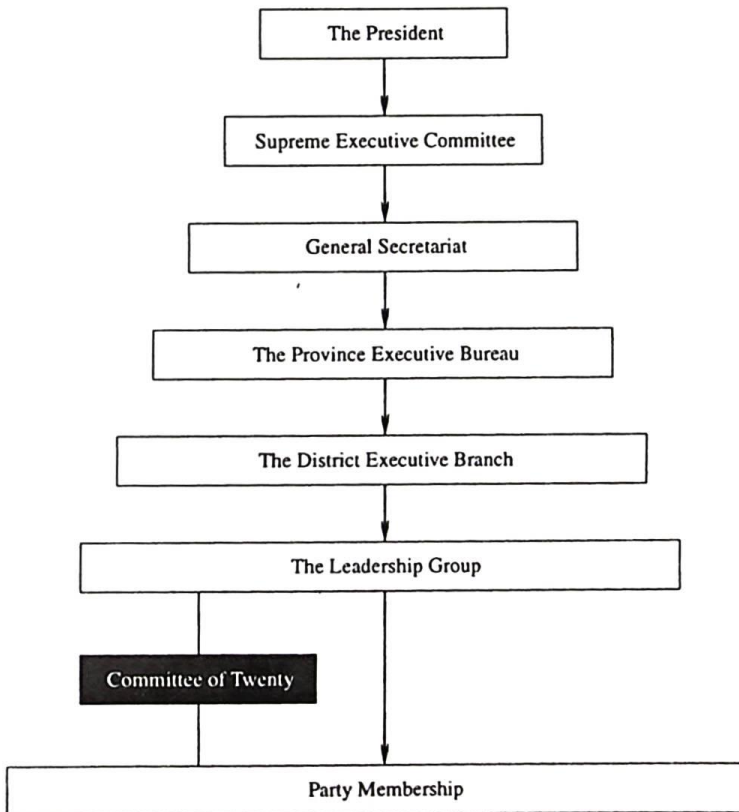 The President
Supreme Executive Committee
General Secretariat
The Province Executive Bureau
The District Executive Branch
The Leadership Group
Committee of Twenty
Party Membership